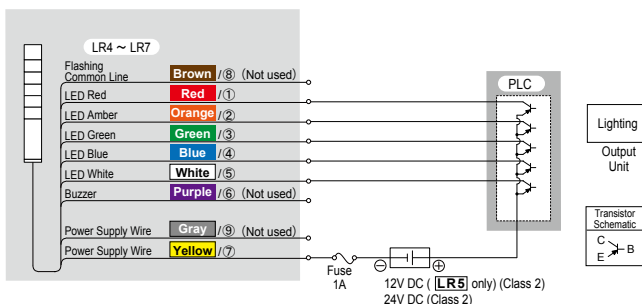 LR4 ~ LR7
Flashing
Common Line Brown /⑧ (Not used)
LED Red Red /①
LED Amber Orange /②
LED Green Green /③
LED Blue Blue /④
LED White White /⑤
Buzzer Purple /⑥ (Not used)
Power Supply Wire Gray /⑨ (Not used)
Power Supply Wire Yellow /⑦
Fuse
1A
⊖ ⊕
12V DC ( LR5 only) (Class 2)
24V DC (Class 2)
PLC
Lighting
Output
Unit
Transistor
Schematic
C
B
E